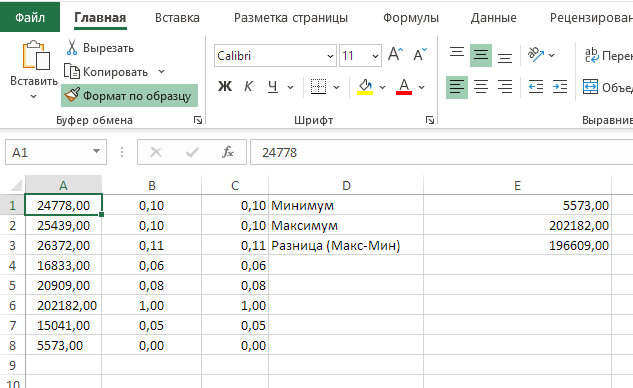 Файл Главная Вставка Разметка страницы Формулы Данные Рецензирован
Вставить
Вырезать
Копировать
Формат по образцу
Буфер обмена
Calibri 11 A A
Ж К Ч А
Шрифт
ab Перен
Объед
Выравнив
A1 fx 24778
A B C D E
1 24778,00 0,10 0,10 Минимум 5573,00
2 25439,00 0,10 0,10 Максимум 202182,00
3 26372,00 0,11 0,11 Разница (Макс-Мин) 196609,00
4 16833,00 0,06 0,06
5 20909,00 0,08 0,08
6 202182,00 1,00 1,00
7 15041,00 0,05 0,05
8 5573,00 0,00 0,00
9
10